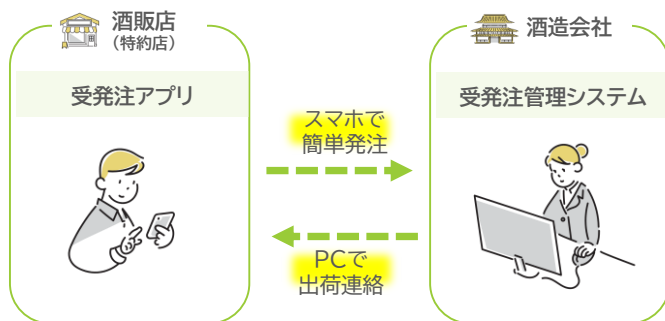 酒販店
（特約店）
受発注アプリ
スマホで
簡単発注
PCで
出荷連絡
酒造会社
受発注管理システム